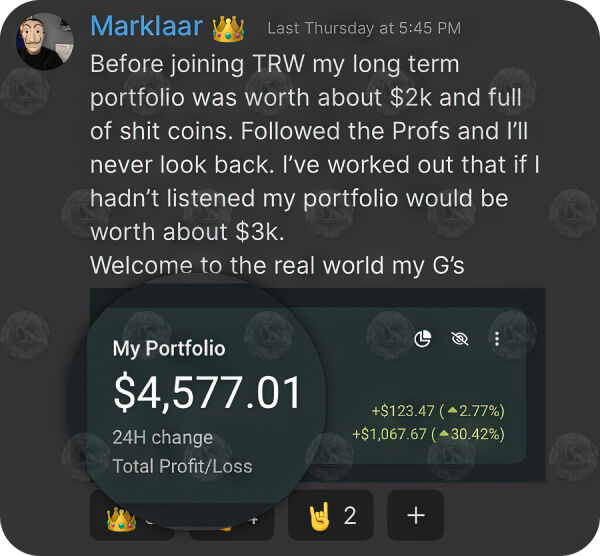 Marklaar 👑 Last Thursday at 5:45 PM
Before joining TRW my long term
portfolio was worth about $2k and full
of shit coins. Followed the Profs and I’ll
never look back. I’ve worked out that if I
hadn’t listened my portfolio would be
worth about $3k.
Welcome to the real world my G’s
My Portfolio
$4,577.01
+$123.47 (▲2.77%)
24H change
+$1,067.67 (▲30.42%)
Total Profit/Loss
🤘 2 +